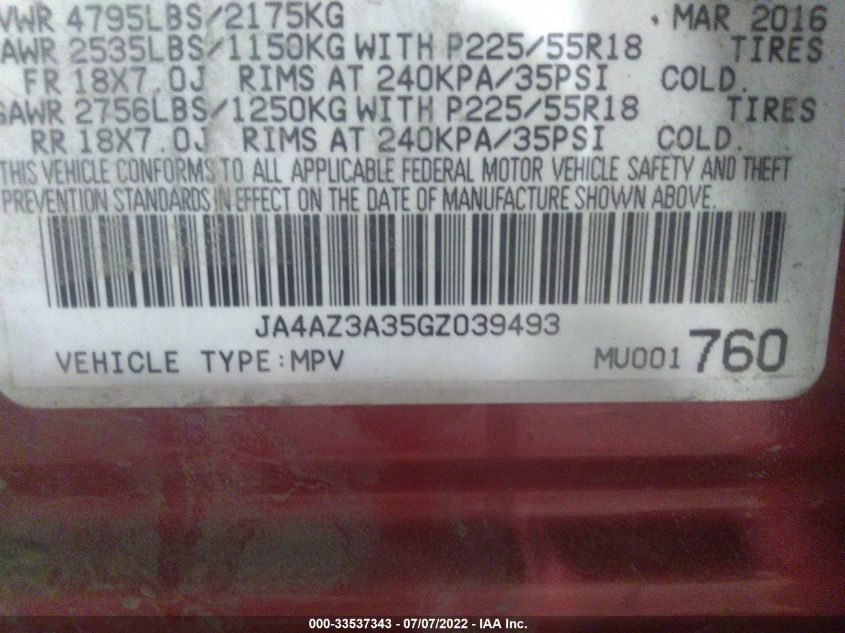 VWR 4795LBS/2175KG MAR 2016
AWR 2535LBS/1150KG WITH P225/55R18 TIRES
FR 18X7.0J RIMS AT 240KPA/35PSI COLD.
GAWR 2756LBS/1250KG WITH P225/55R18 TIRES
RR 18X7.0J RIMS AT 240KPA/35PSI COLD.
THIS VEHICLE CONFORMS TO ALL APPLICABLE FEDERAL MOTOR VEHICLE SAFETY AND THEFT
PREVENTION STANDARDS IN EFFECT ON THE DATE OF MANUFACTURE SHOWN ABOVE.
JA4AZ3A35GZ039493
VEHICLE TYPE:MPV MU001760
000-33537343 - 07/07/2022 - IAA Inc.